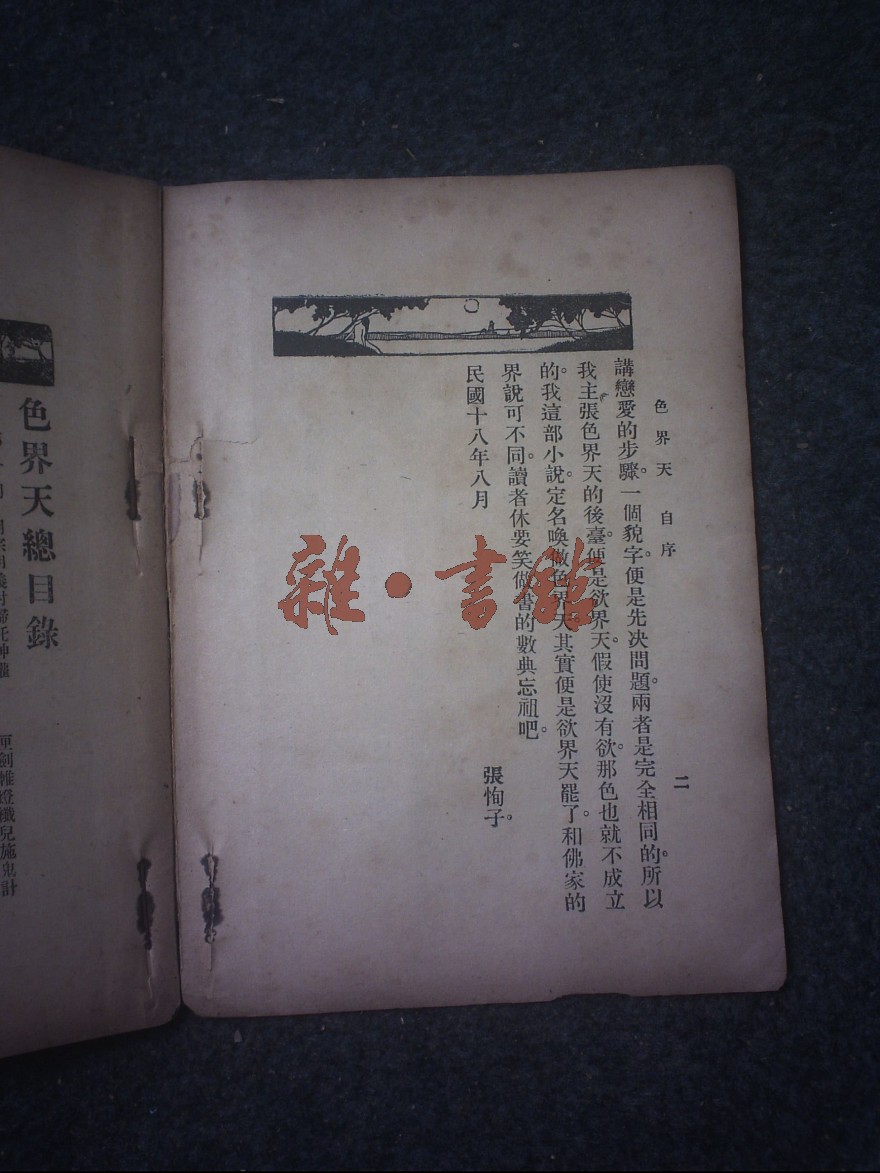 色界天 自序
二
講戀愛的步驟。一個貌字。便是先决問題。兩者是完全相同的。所以
我主張色界天的後臺。便是欲界天。假使沒有欲。那色也就不成立
的。我這部小說。定名喚做色界天。其實便是欲界天罷了。和佛家的
界說可不同。讀者休要笑做書的數典忘祖吧。
民國十八年八月
張恂子。
雜·書館
色界天總目錄